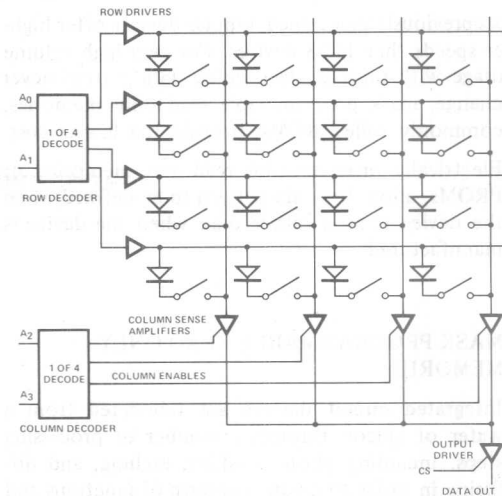 ROW DRIVERS
A0
1 OF 4
DECODE
A1
ROW DECODER
COLUMN SENSE
AMPLIFIERS
A2
1 OF 4
DECODE
COLUMN ENABLES
A3
COLUMN DECODER
OUTPUT
DRIVER
CS
DATA OUT